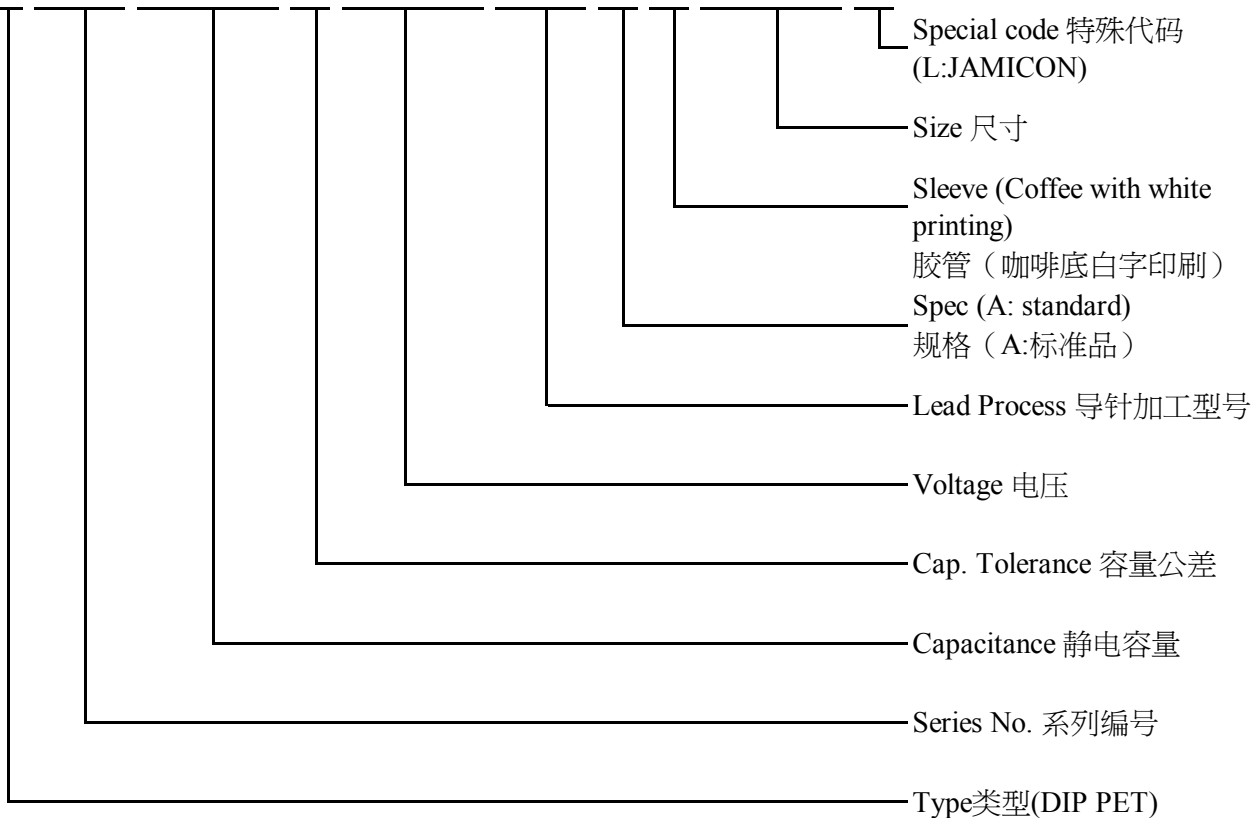 Special code 特殊代码
(L:JAMICON)
Size 尺寸
Sleeve (Coffee with white
printing)
胶管（咖啡底白字印刷）
Spec (A: standard)
规格（A:标准品）
Lead Process 导针加工型号
Voltage 电压
Cap. Tolerance 容量公差
Capacitance 静电容量
Series No. 系列编号
Type类型(DIP PET)